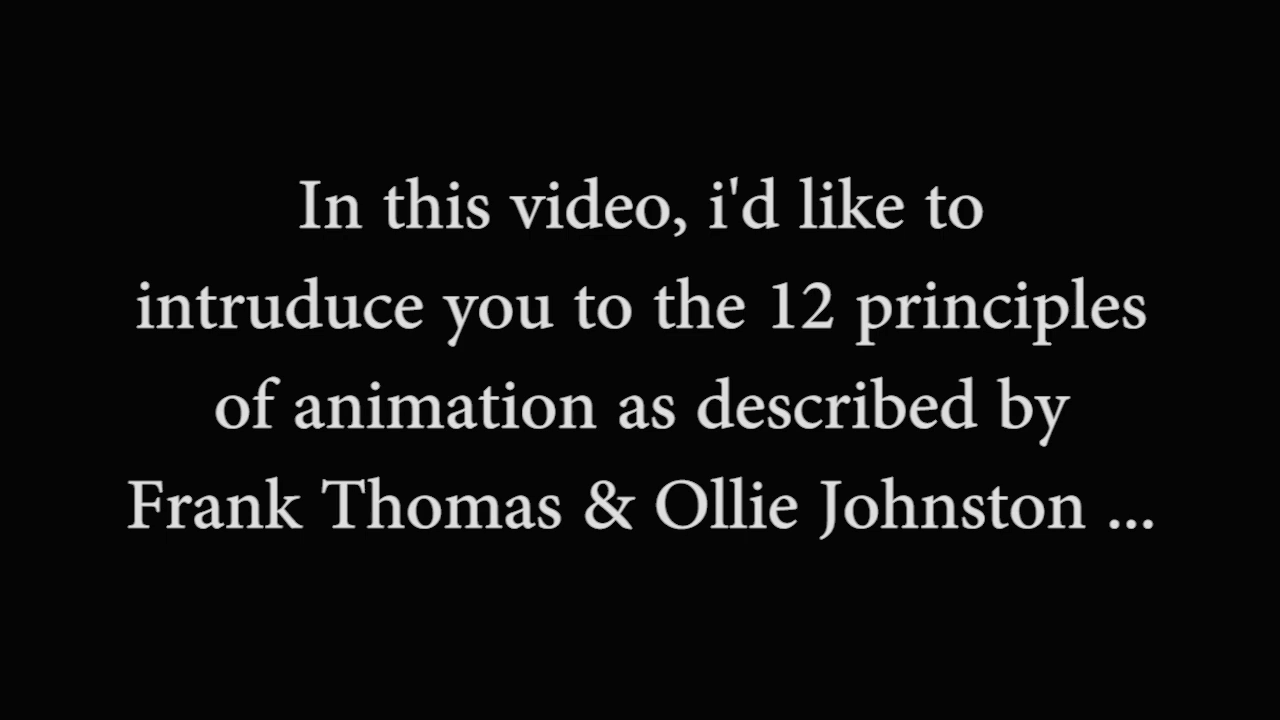 In this video, i'd like to
intruduce you to the 12 principles
of animation as described by
Frank Thomas & Ollie Johnston ...